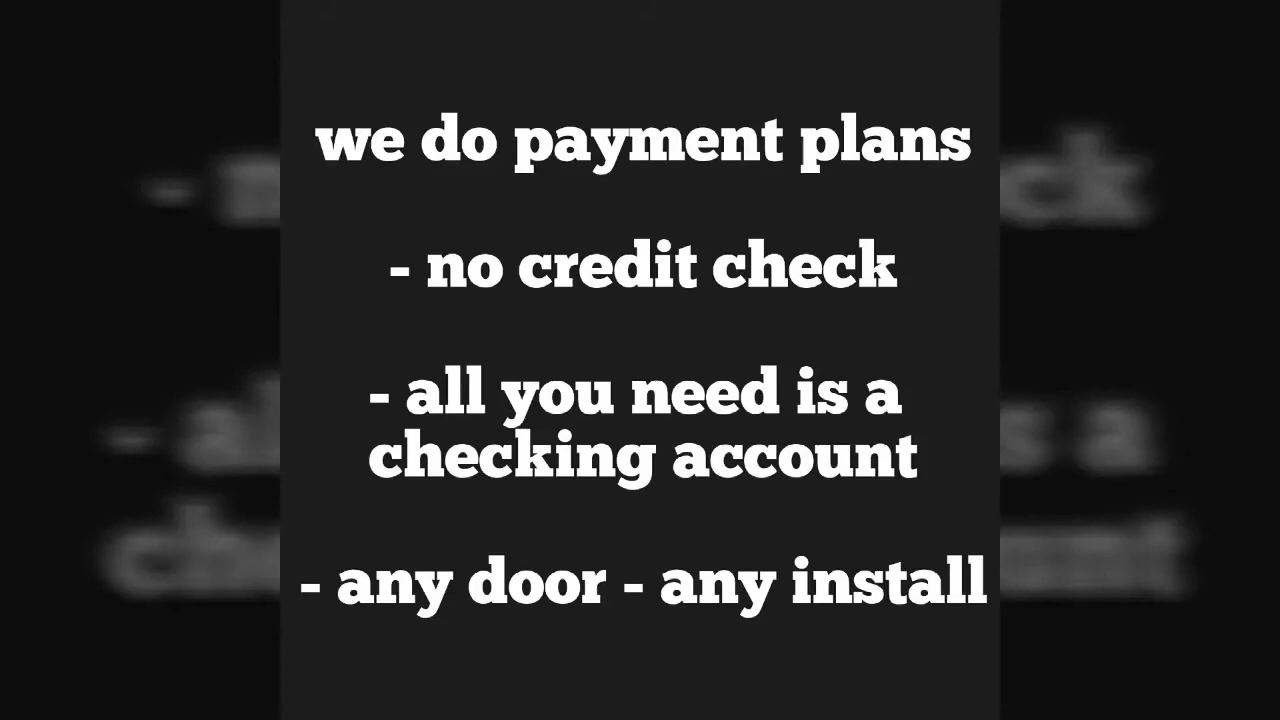 we do payment plans
- no credit check
- all you need is a
checking account
- any door - any install